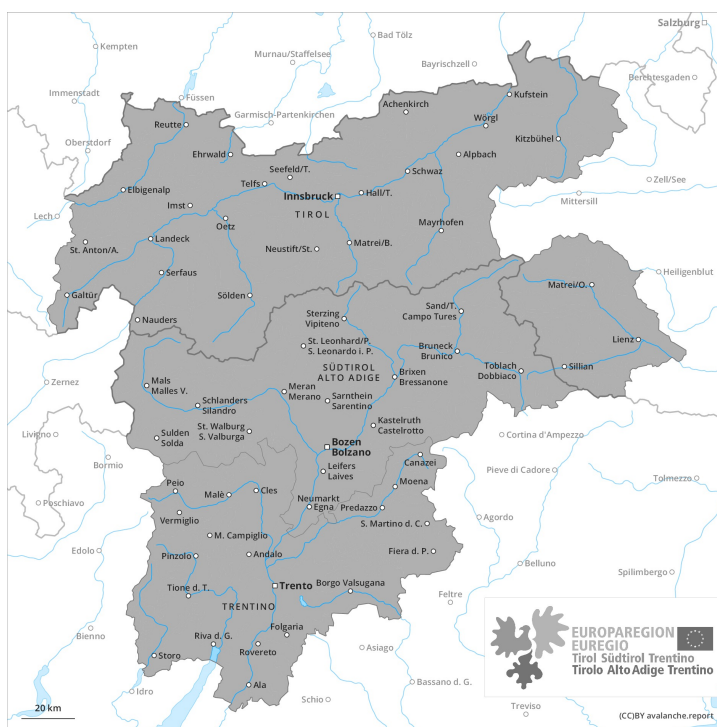 Salzburg
Bad Tölz
Kempten
Murnau/Staffelsee
Bayrischzell
Berchtesgaden
Immenstadt
Füssen
Garmisch-Partenkirchen
Achenkirch
Kufstein
Wörgl
Reutte
Oberstdorf
Ehrwald
Kitzbühel
Alpbach
Seefeld/T.
Telfs
Schwaz
Zell/See
Elbigenalp
Innsbruck
Hall/T.
Mittersill
Imst
TIROL
Lech
Oetz
Mayrhofen
St. Anton/A.
Landeck
Neustift/St.
Matrei/B.
Serfaus
Heiligenblut
Galtür
Sölden
Matrei/O.
Nauders
Sterzing
Vipiteno
Sand/T.
Campo Tures
St. Leonhard/P.
S. Leonardo i. P.
Lienz
Bruneck
Brunico
SÜDTIROL
ALTO ADIGE
Toblach
Dobbiaco
Sillian
Zernez
Mals
Malles V.
Brixen
Bressanone
Meran
Merano
Sarnthein
Sarentino
Schlanders
Silandro
St. Walburg
S. Valburga
Kastelruth
Castelrotto
Livigno
Sulden
Solda
Cortina d'Ampezzo
Bozen
Bolzano
Bormio
Canazei
Pieve di Cadore
Leifers
Laives
Tolmezzo
Peio
Moena
Malè
Cles
Neumarkt
Egna
Predazzo
Poschiavo
Vermiglio
Agordo
S. Martino d. C.
M. Campiglio
Edolo
Pinzolo
Andalo
Fiera d. P.
Belluno
Spilimbergo
Trento
Borgo Valsugana
Tione d. T.
TRENTINO
Feltre
Bienno
Folgaria
Riva d. G.
Rovereto
Asiago
Storo
Idro
Ala
Schio
Bassano d. G.
Treviso
EUROPAREGION
EUREGIO
Tirol Südtirol Trentino
Tirolo Alto Adige Trentino
20 km
(CC)BY avalanche.report